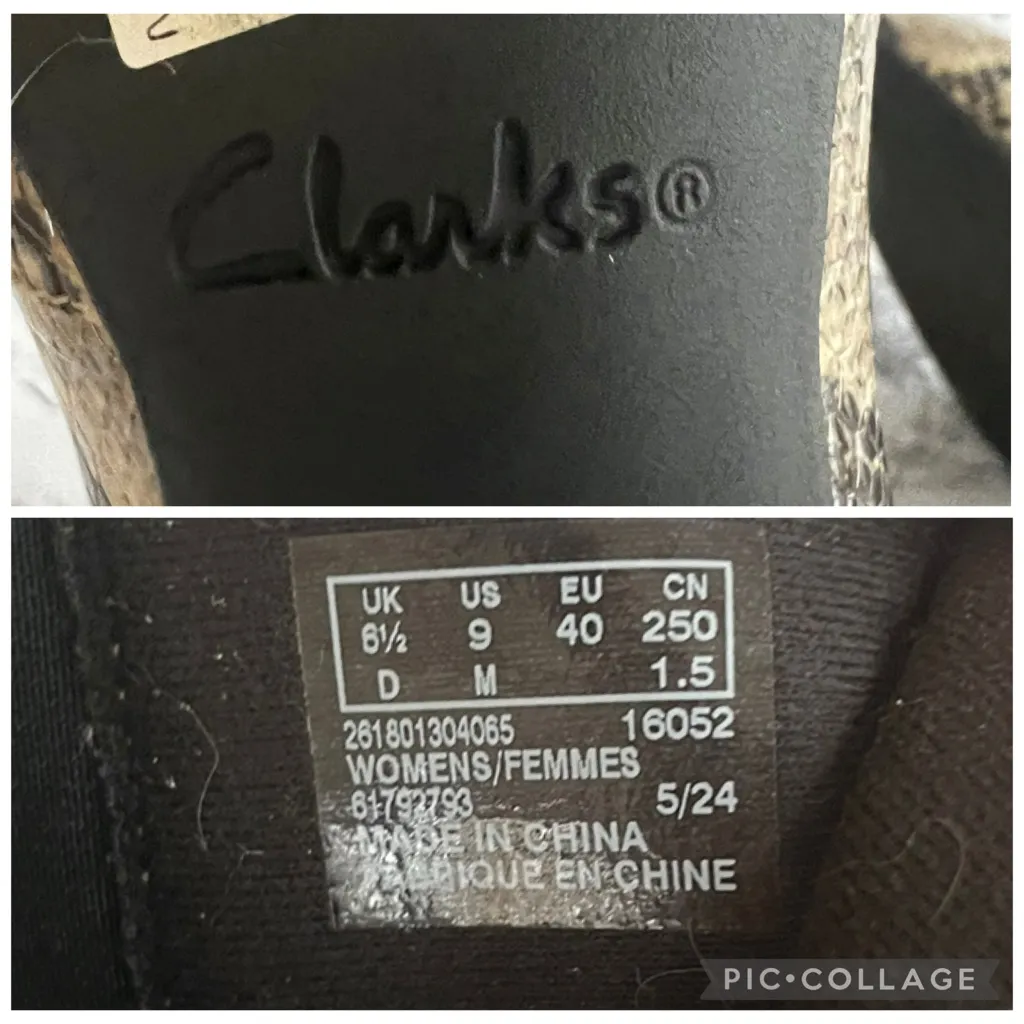 Clarks®
UK US EU CN
6½ 9 40 250
D M 1.5
261801304065 16052
WOMENS/FEMMES
61792793 5/24
MADE IN CHINA
FABRIQUE EN CHINE
PIC•COLLAGE